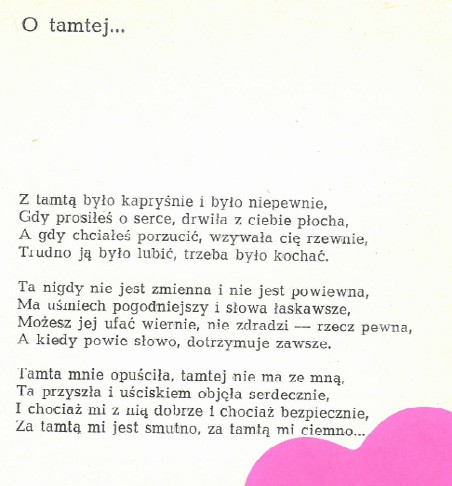 O tamtej...
Z tamtą było kapryśnie i było niepewnie,
Gdy prosiłeś o serce, drwiła z ciebie płocha,
A gdy chciałeś porzucić, wzywała cię rzewnie,
Trudno ją było lubić, trzeba było kochać.
Ta nigdy nie jest zmienna i nie jest powiewna,
Ma uśmiech pogodniejszy i słowa łaskawsze,
Możesz jej ufać wiernie, nie zdradzi — rzecz pewna,
A kiedy powie słowo, dotrzymuje zawsze.
Tamta mnie opuściła, tamtej nie ma ze mną,
Ta przyszła i uściskiem objęła serdecznie,
I chociaż mi z nią dobrze i chociaż bezpiecznie,
Za tamtą mi jest smutno, za tamtą mi ciemno...